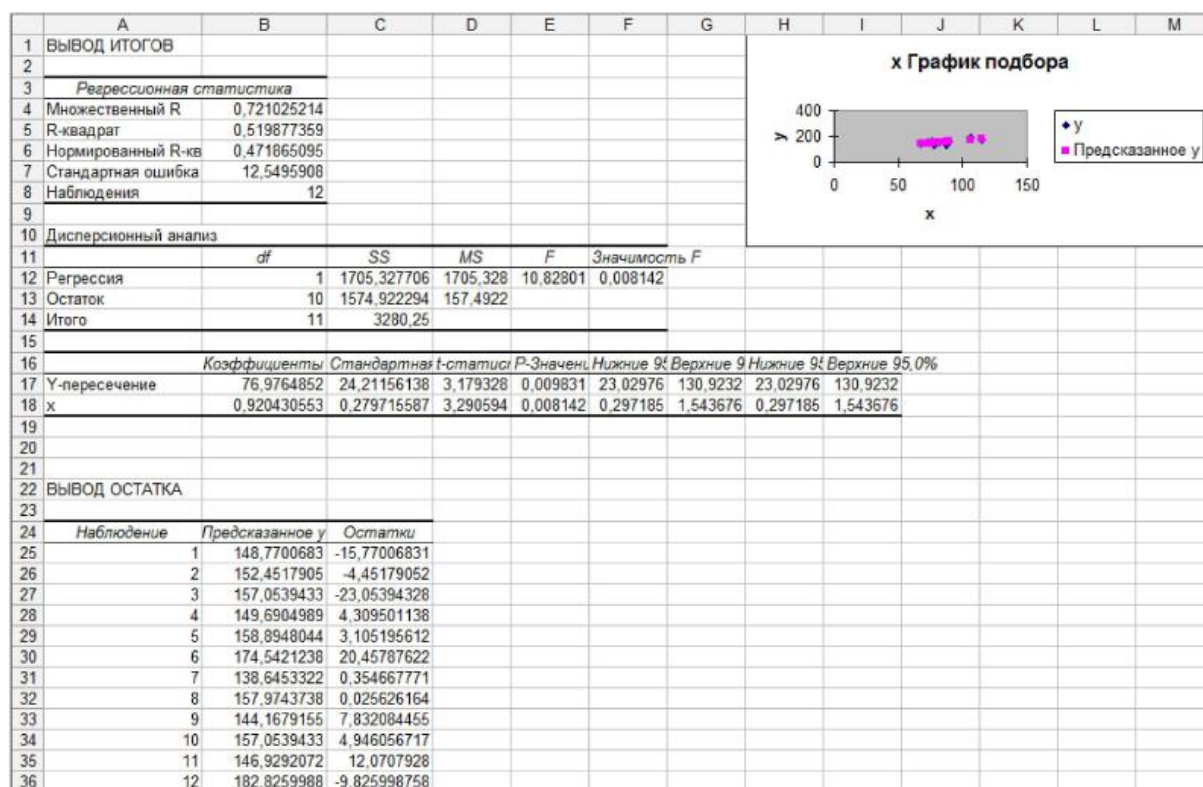 A B C D E F G H I J K L M
1 ВЫВОД ИТОГОВ
2
3 Регрессионная статистика
4 Множественный R 0,721025214
5 R-квадрат 0,519877359
6 Нормированный R-кв 0,471865095
7 Стандартная ошибка 12,5495908
8 Наблюдения 12
9
10 Дисперсионный анализ
11 df SS MS F Значимость F
12 Регрессия 1 1705,327706 1705,328 10,82801 0,008142
13 Остаток 10 1574,922294 157,4922
14 Итого 11 3280,25
15
16 Коэффициенты Стандартная t-статис P-Значен Нижние 95 Верхние 9 Нижние 95 Верхние 95,0%
17 Y-пересечение 76,9764852 24,21156138 3,179328 0,009831 23,02976 130,9232 23,02976 130,9232
18 x 0,920430553 0,279715587 3,290594 0,008142 0,297185 1,543676 0,297185 1,543676
19
20
21
22 ВЫВОД ОСТАТКА
23
24 Наблюдение Предсказанное y Остатки
25 1 148,7700683 -15,77006831
26 2 152,4517905 -4,45179052
27 3 157,0539433 -23,05394328
28 4 149,6904989 4,309501138
29 5 158,8948044 3,105195612
30 6 174,5421238 20,45787622
31 7 138,6453322 0,354667771
32 8 157,9743738 0,025626164
33 9 144,1679155 7,832084455
34 10 157,0539433 4,946056717
35 11 146,9292072 12,0707928
36 12 182,8259988 -9,825998758
x График подбора
400
200
0
y
0 50 100 150
x
y
Предсказанное y